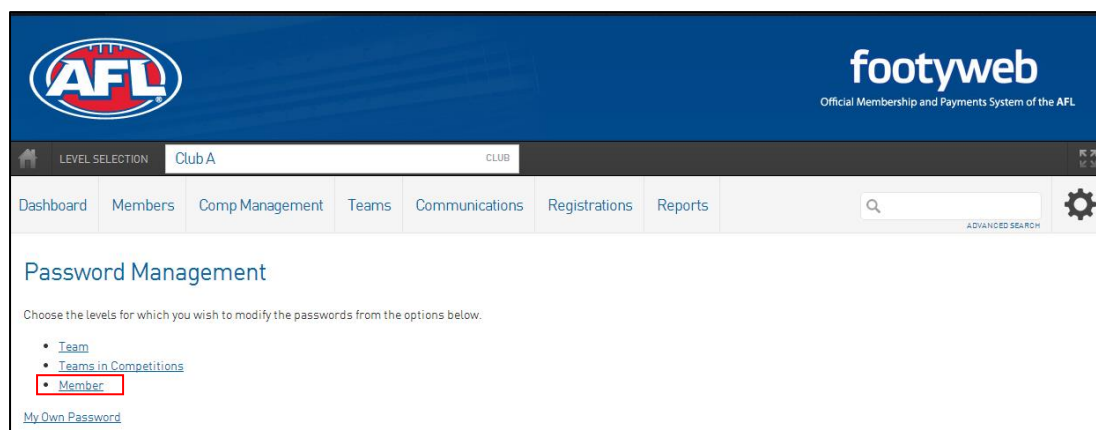 AFL
footyweb
Official Membership and Payments System of the AFL
LEVEL SELECTION Club A CLUB
Dashboard Members Comp Management Teams Communications Registrations Reports
ADVANCED SEARCH
Password Management
Choose the levels for which you wish to modify the passwords from the options below.
• Team
• Teams in Competitions
• Member
My Own Password